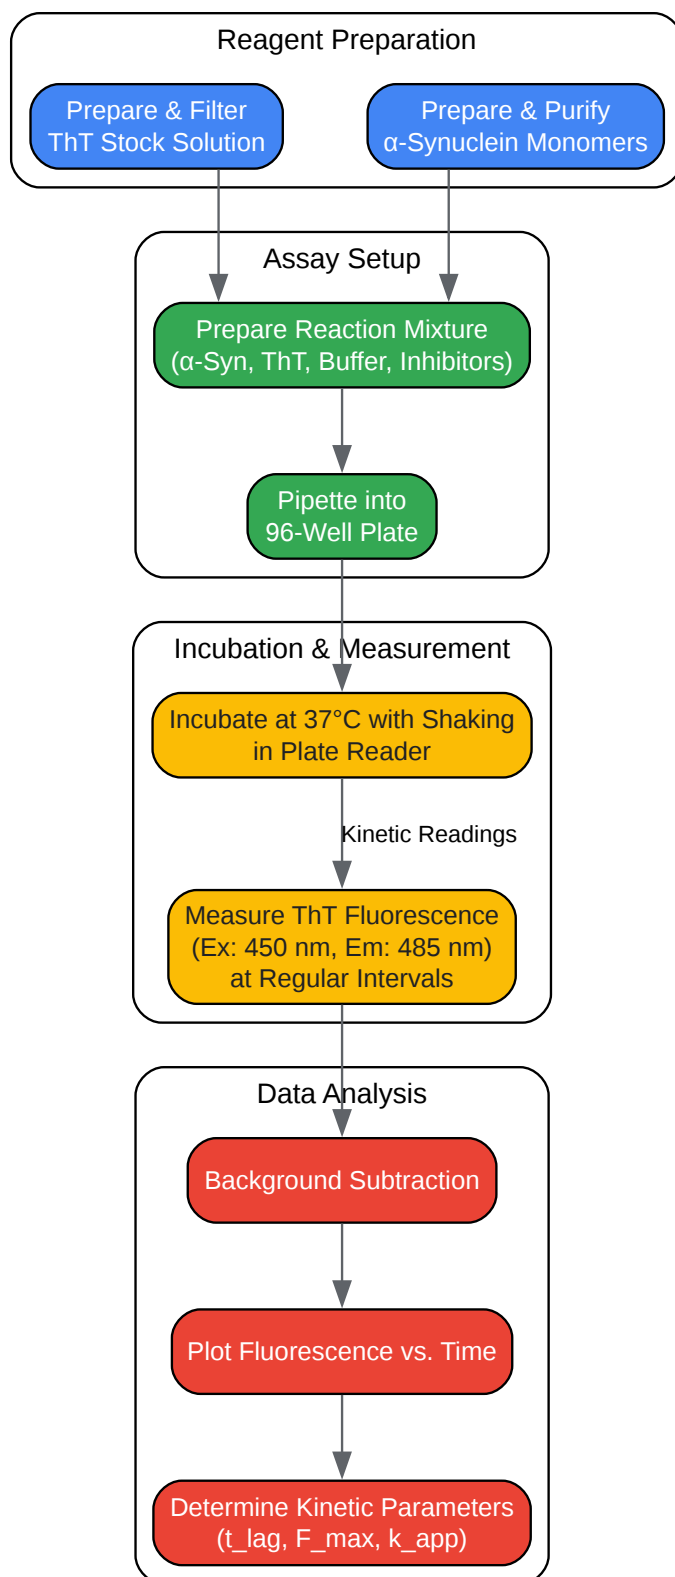 Reagent Preparation
Prepare & Filter
ThT Stock Solution
Prepare & Purify
α-Synuclein Monomers
Assay Setup
Prepare Reaction Mixture
(α-Syn, ThT, Buffer, Inhibitors)
Pipette into
96-Well Plate
Incubation & Measurement
Incubate at 37°C with Shaking
in Plate Reader
Kinetic Readings
Measure ThT Fluorescence
(Ex: 450 nm, Em: 485 nm)
at Regular Intervals
Data Analysis
Background Subtraction
Plot Fluorescence vs. Time
Determine Kinetic Parameters
(t_lag, F_max, k_app)